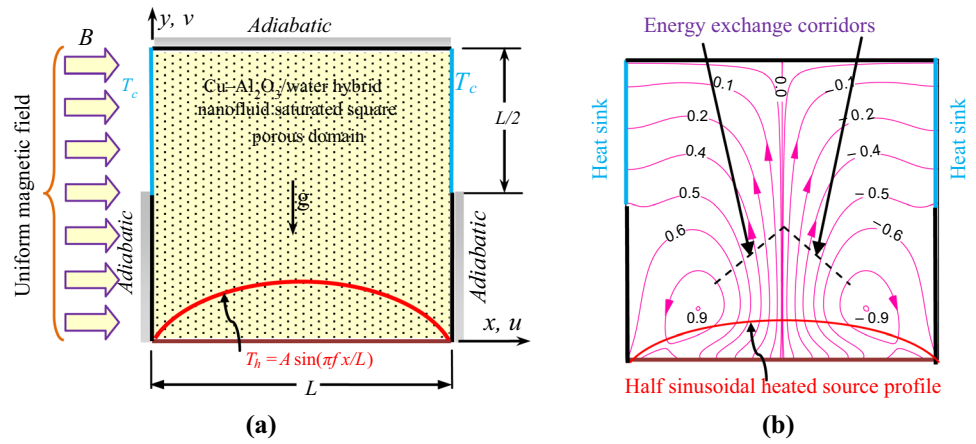 y, v
Adiabatic
B
T_c
Cu–Al2O3/water hybrid
nanofluid saturated square
porous domain
T_c
L/2
Uniform magnetic field
g
Adiabatic
Adiabatic
x, u
T_h = A sin(πf x/L)
L
(a)
Energy exchange corridors
0.1
0.0
−0.1
0.2
−0.2
0.4
−0.4
0.5
−0.5
0.6
−0.6
−0.9
−0.9
Heat sink
Heat sink
Half sinusoidal heated source profile
(b)